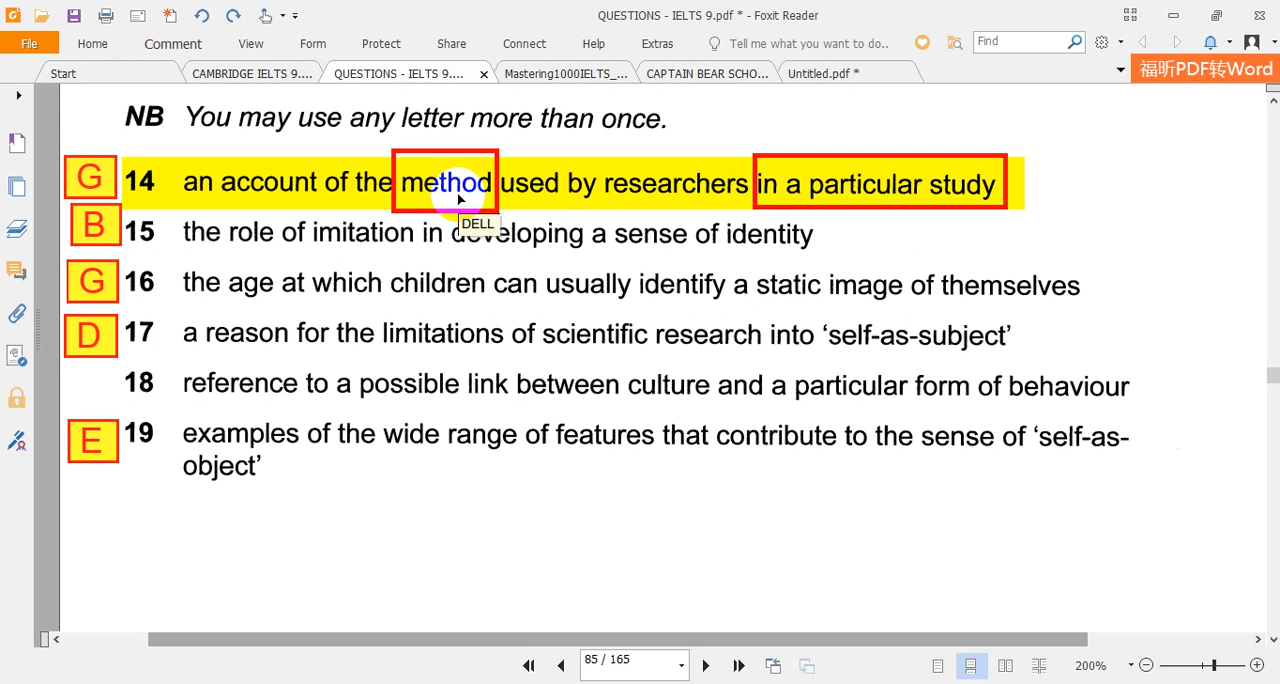 QUESTIONS - IELTS 9.pdf * - Foxit Reader
File Home Comment View Form Protect Share Connect Help Extras Tell me what you want to do.. Find
Start CAMBRIDGE IELTS 9.... QUESTIONS - IELTS 9.... × Mastering1000IELTS_... CAPTAIN BEAR SCHO... Untitled.pdf * 福昕PDF转Word
NB You may use any letter more than once.
G 14 an account of the method used by researchers in a particular study
DELL
B 15 the role of imitation in developing a sense of identity
G 16 the age at which children can usually identify a static image of themselves
D 17 a reason for the limitations of scientific research into ‘self-as-subject’
18 reference to a possible link between culture and a particular form of behaviour
E 19 examples of the wide range of features that contribute to the sense of ‘self-as-
object’
85 / 165 200%